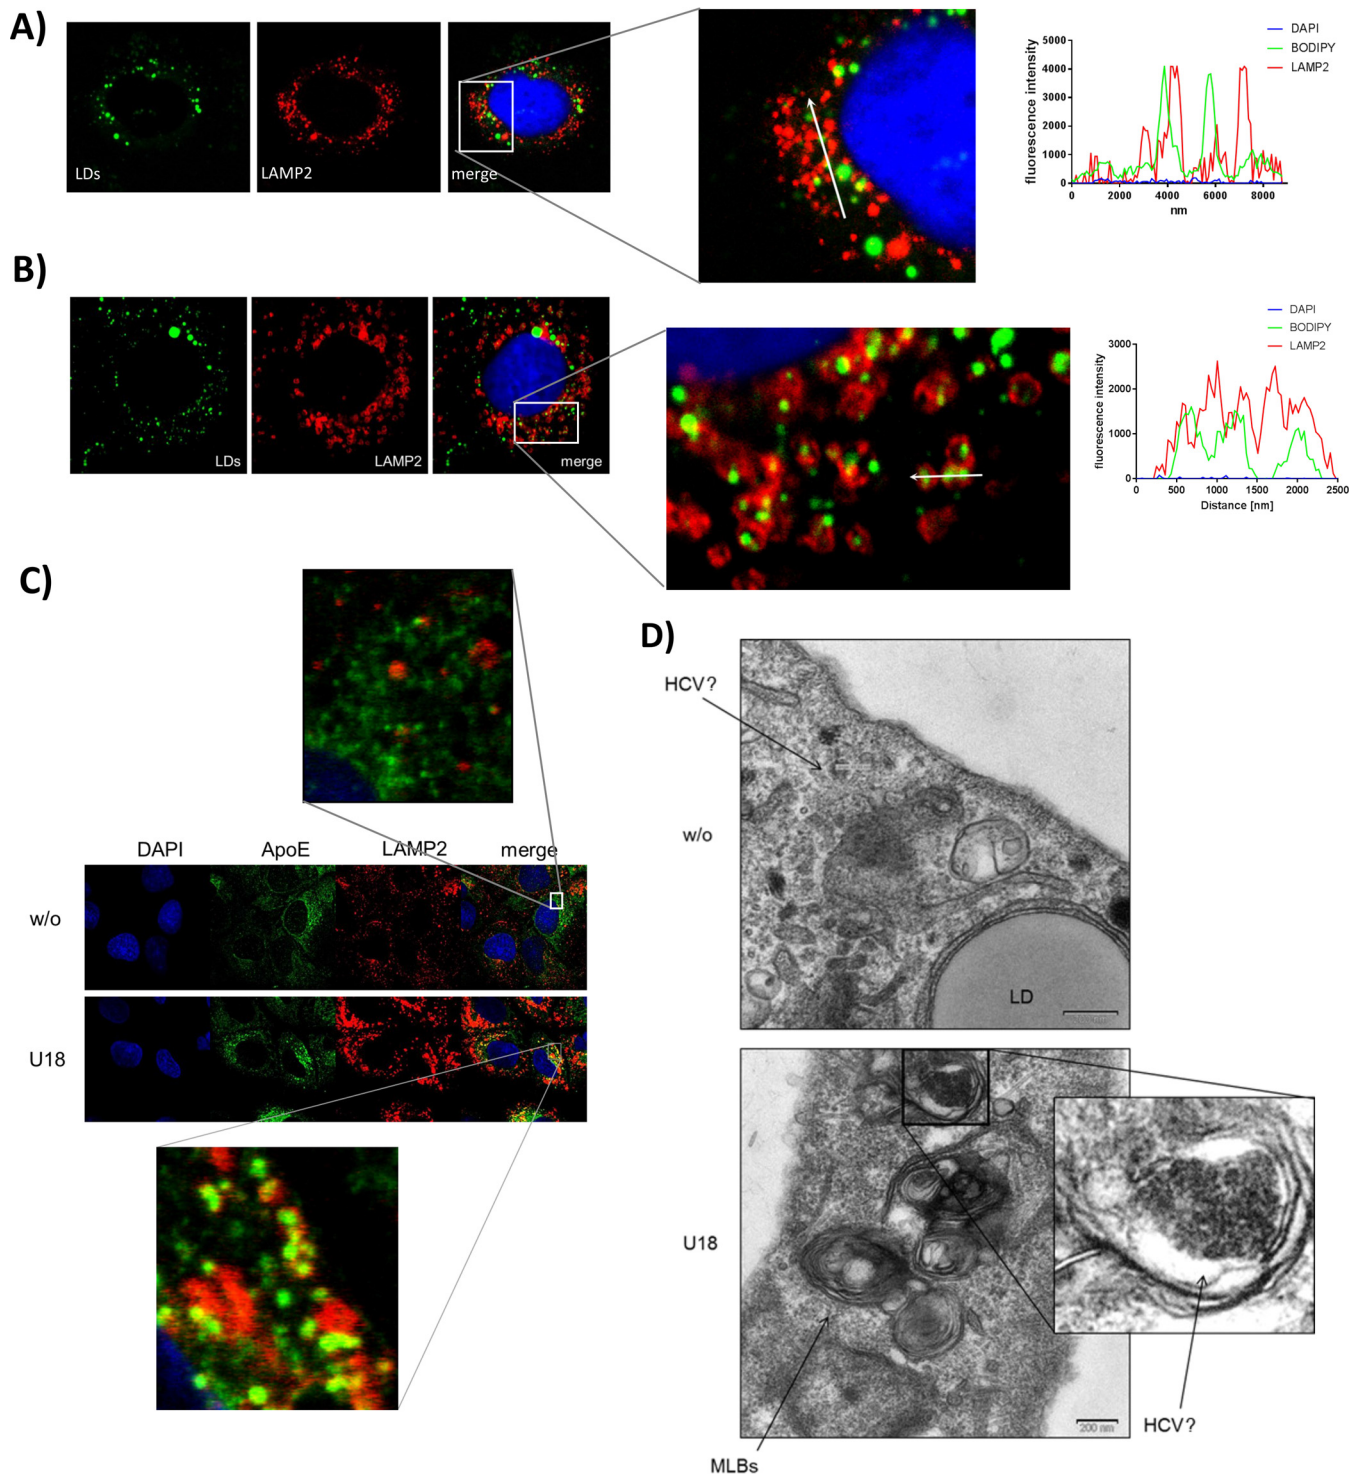 A)
LDs
LAMP2
merge
5000
4000
3000
2000
1000
0
fluorescence intensity
0 2000 4000 6000 8000
nm
DAPI
BODIPY
LAMP2
B)
LDs
LAMP2
merge
DAPI
BODIPY
LAMP2
3000
2000
1000
0
fluorescence intensity
0 500 1000 1500 2000 2500
Distance [nm]
C)
DAPI ApoE LAMP2 merge
w/o
U18
D)
HCV?
w/o
LD
U18
200 nm
HCV?
MLBs